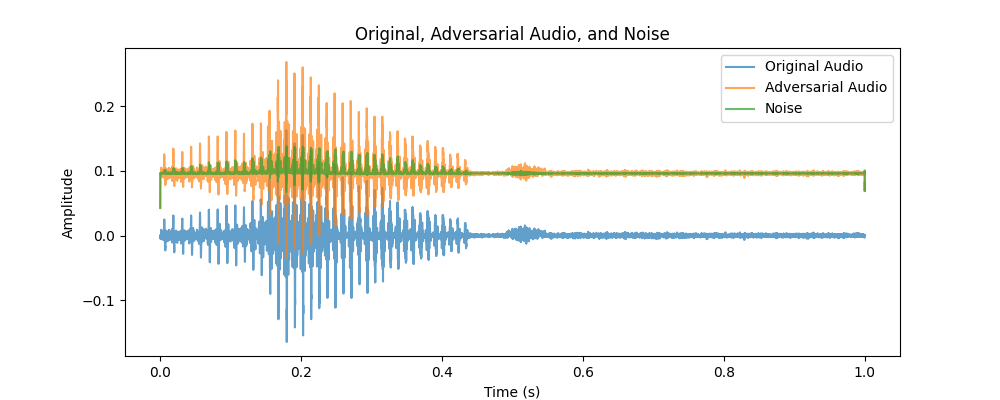 Original, Adversarial Audio, and Noise
Original Audio
Adversarial Audio
Noise
0.2
0.1
0.0
−0.1
Amplitude
0.0
0.2
0.4
0.6
0.8
1.0
Time (s)